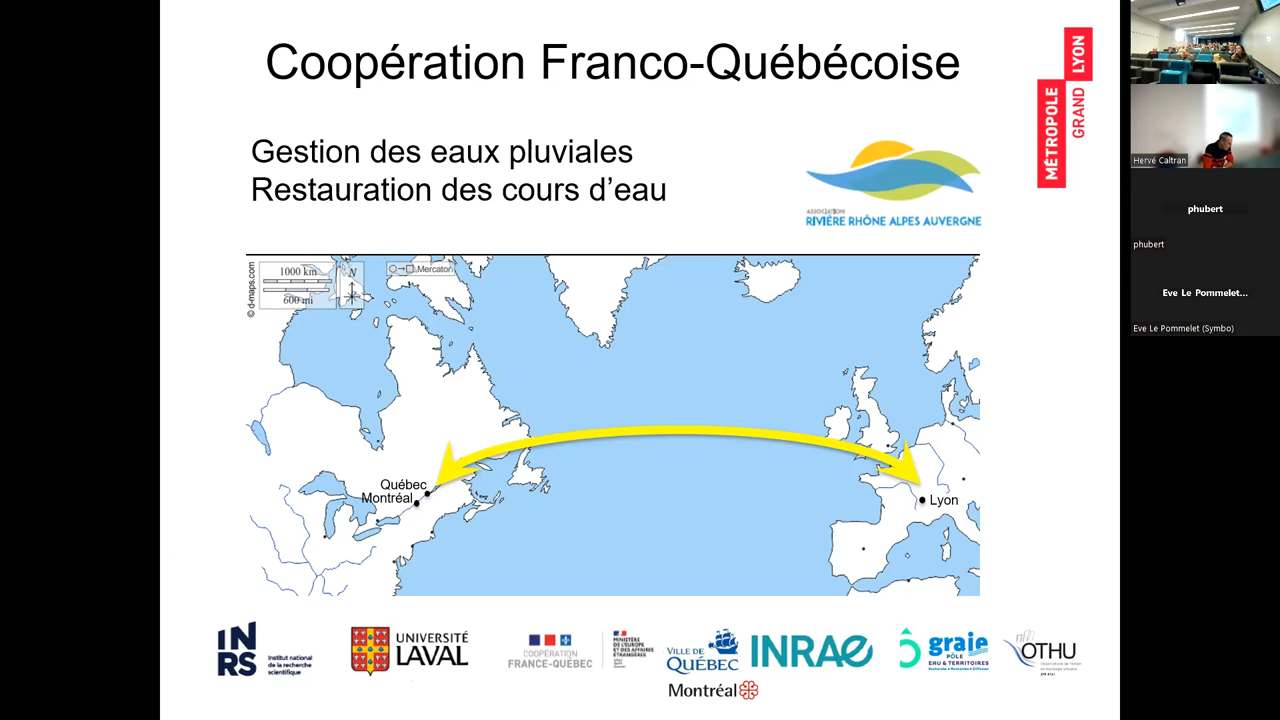 Coopération Franco-Québécoise
MÉTROPOLE
GRAND LYON
Gestion des eaux pluviales
Restauration des cours d’eau
ASSOCIATION
RIVIÈRE RHÔNE ALPES AUVERGNE
© d-maps.com
1000 km
600 mi
N
Mercator
Québec
Montréal
Lyon
INRS
Institut national
de la recherche
scientifique
UNIVERSITÉ
LAVAL
COOPÉRATION
FRANCE-QUÉBEC
MINISTÈRE
DE L'EUROPE
ET DES AFFAIRES
ÉTRANGÈRES
VILLE DE
QUÉBEC
Montréal
INRAE
graie
PÔLE
EAU & TERRITOIRES
OTHU
Hervé Caltran
phubert
phubert
Eve Le Pommelet...
Eve Le Pommelet (Symbo)